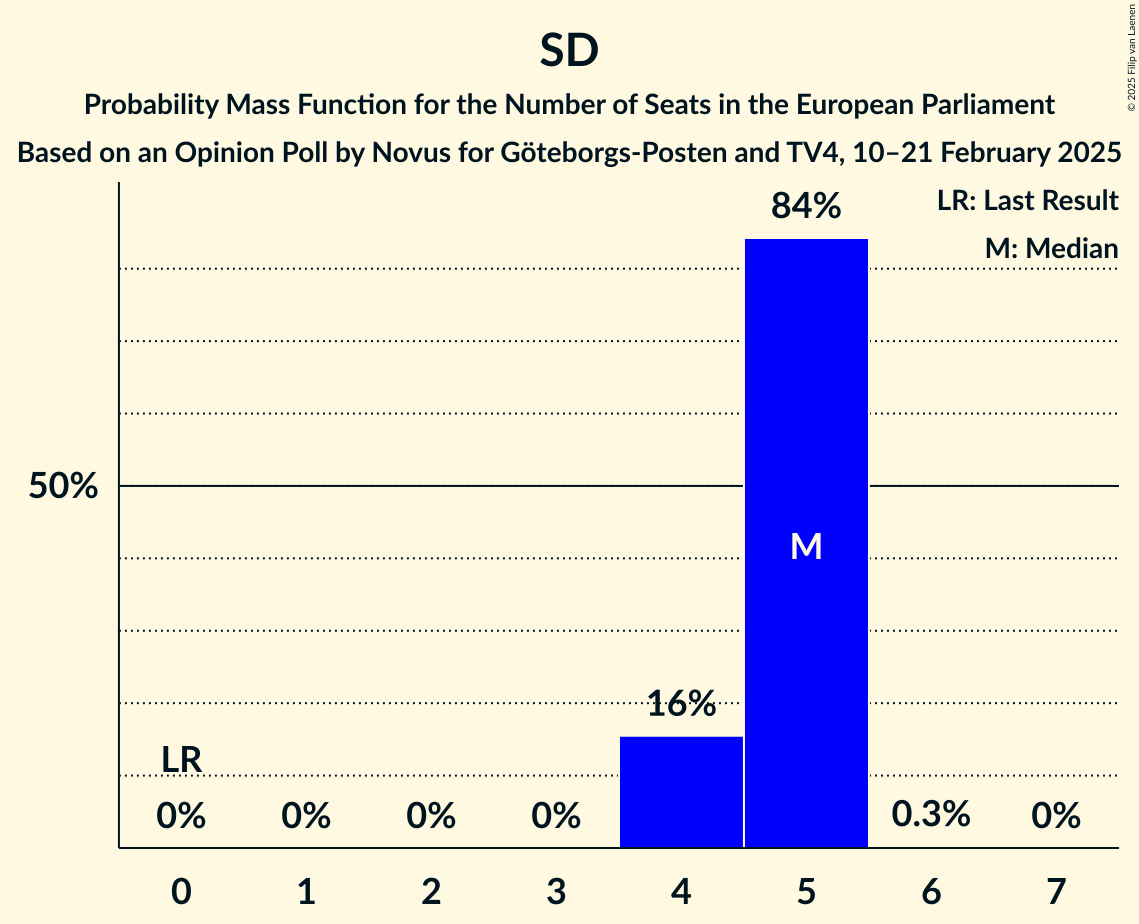 SD
Probability Mass Function for the Number of Seats in the European Parliament
Based on an Opinion Poll by Novus for Göteborgs-Posten and TV4, 10–21 February 2025
© 2025 Filip van Laenen
LR: Last Result
M: Median
84%
50%
M
16%
LR
0% 0% 0% 0% 0.3% 0%
0 1 2 3 4 5 6 7